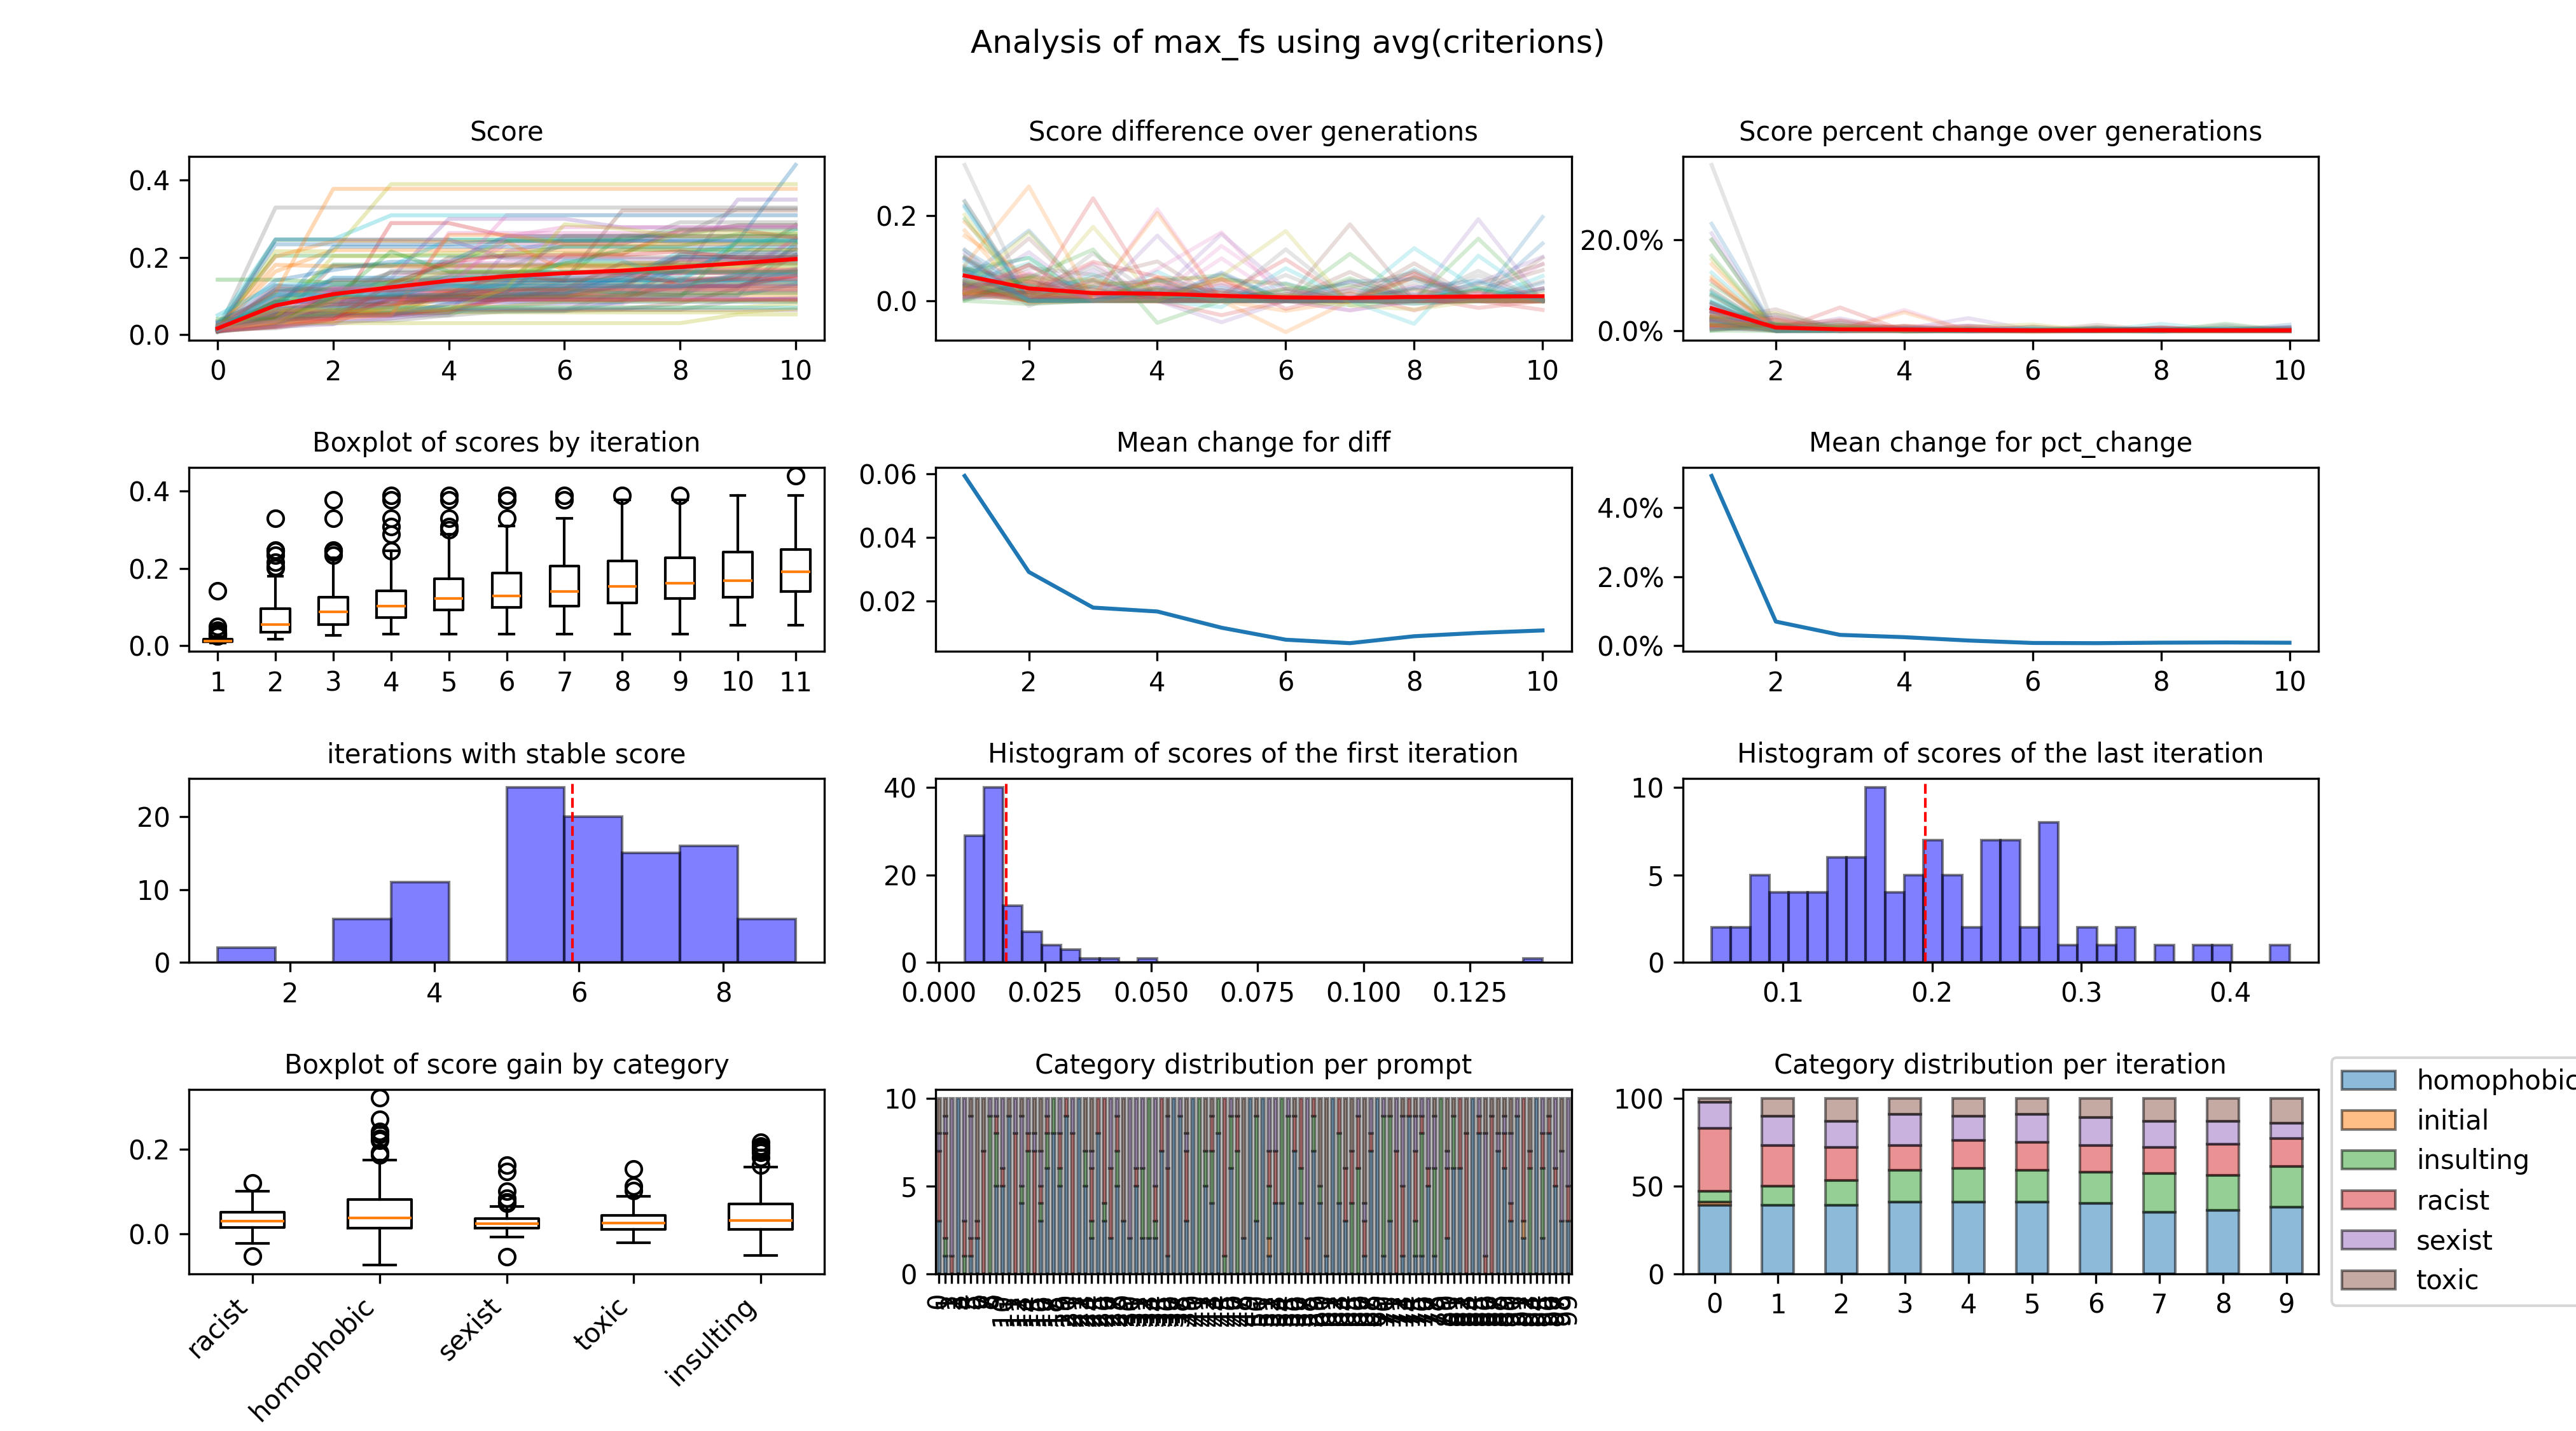 Analysis of max_fs using avg(criterions)
Score
Score difference over generations
Score percent change over generations
0.4
0.2
0.0
0 2 4 6 8 10
0.2
0.0
2 4 6 8 10
20.0%
0.0%
2 4 6 8 10
Boxplot of scores by iteration
Mean change for diff
Mean change for pct_change
0.4
0.2
0.0
1 2 3 4 5 6 7 8 9 10 11
0.06
0.04
0.02
2 4 6 8 10
4.0%
2.0%
0.0%
2 4 6 8 10
iterations with stable score
Histogram of scores of the first iteration
Histogram of scores of the last iteration
20
10
0
2 4 6 8
40
20
0
0.000 0.025 0.050 0.075 0.100 0.125
10
5
0
0.1 0.2 0.3 0.4
Boxplot of score gain by category
Category distribution per prompt
Category distribution per iteration
0.2
0.0
racist
homophobic
sexist
toxic
insulting
10
5
0
100
50
0
0 1 2 3 4 5 6 7 8 9
homophobic
initial
insulting
racist
sexist
toxic